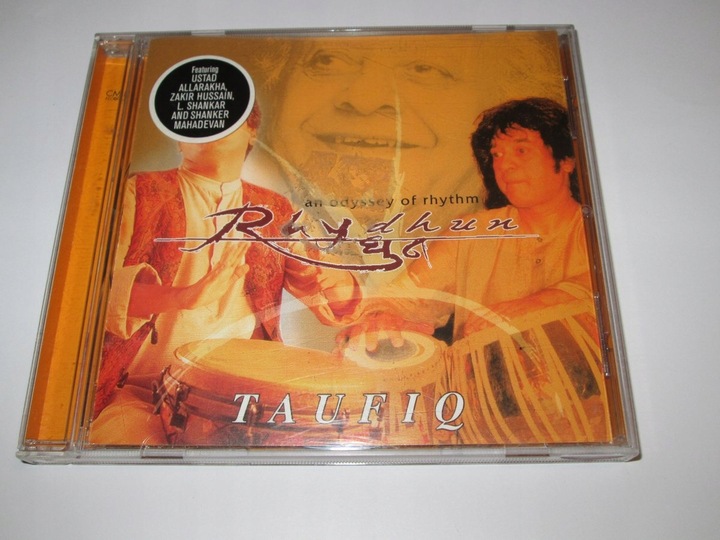 Featuring
USTAD
ALLARAKHA,
ZAKIR HUSSAIN,
L. SHANKAR
AND SHANKER
MAHADEVAN
an odyssey of rhythm
Rhydhun
TAUFIQ